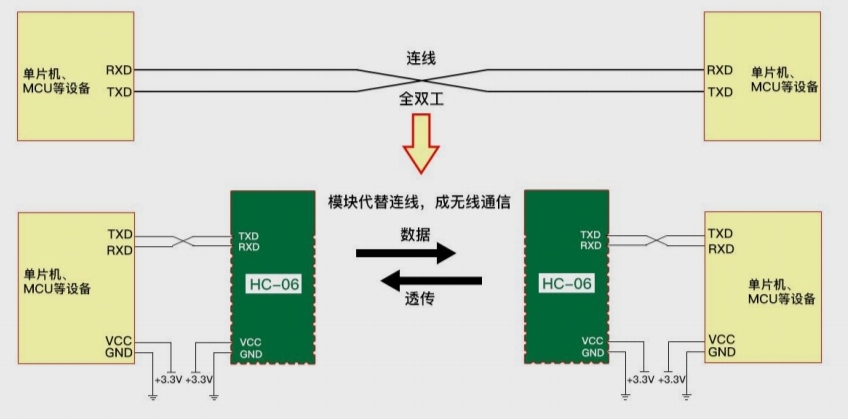 连线
RXD
单片机、
MCU等设备
TXD
RXD
单片机、
MCU等设备
TXD
全双工
模块代替连线，成无线通信
TXD
RXD
单片机、
MCU等设备
VCC
GND
+3.3V
+3.3V
TXD
RXD
HC-06
VCC
GND
数据
透传
TXD
RXD
HC-06
VCC
GND
+3.3V
+3.3V
TXD
RXD
单片机、
MCU等设备
VCC
GND